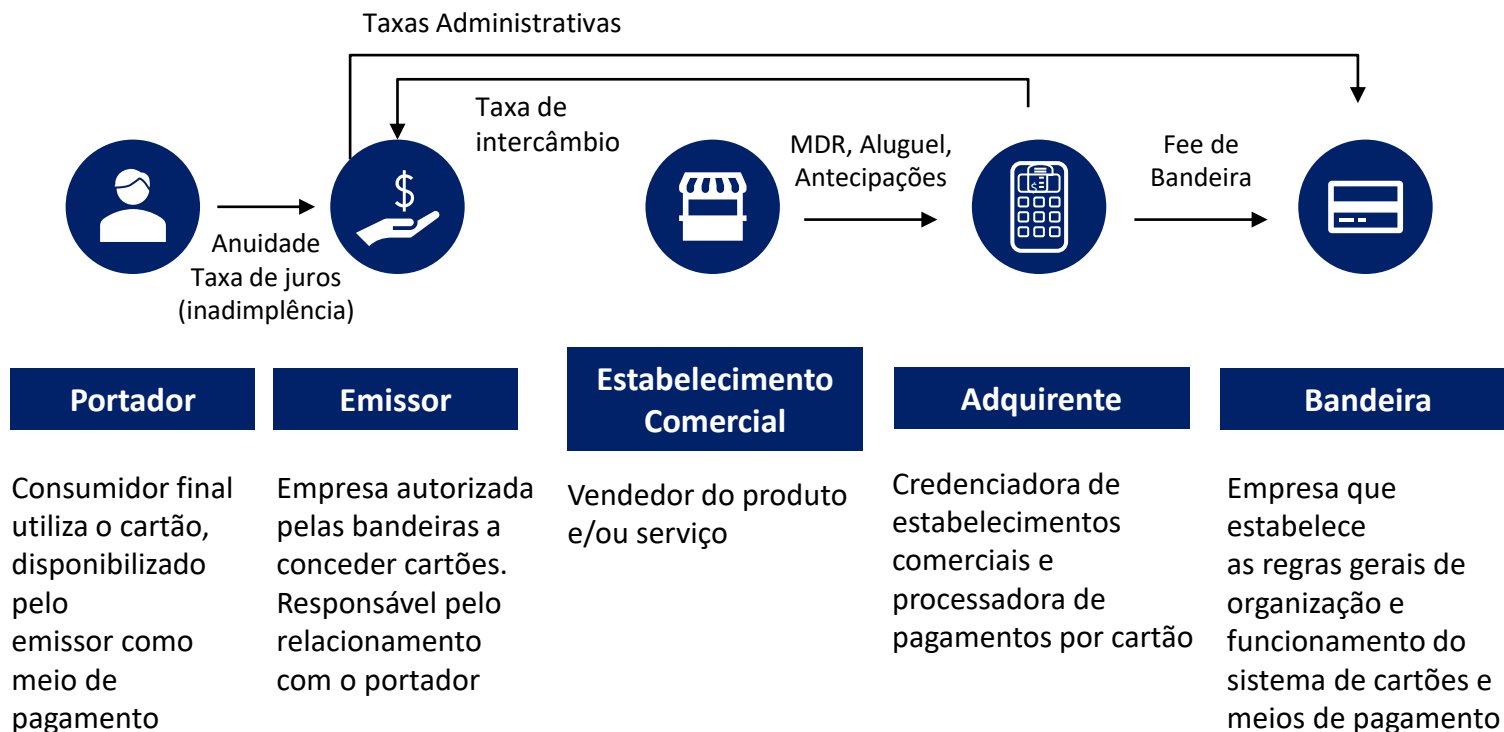 Taxas Administrativas
Taxa de
intercâmbio
MDR, Aluguel,
Antecipações
Fee de
Bandeira
$
Anuidade
Taxa de juros
(inadimplência)
Portador
Emissor
Estabelecimento
Comercial
Adquirente
Bandeira
Consumidor final
utiliza o cartão,
disponibilizado
pelo
emissor como
meio de
pagamento
Empresa autorizada
pelas bandeiras a
conceder cartões.
Responsável pelo
relacionamento
com o portador
Vendedor do produto
e/ou serviço
Credenciadora de
estabelecimentos
comerciais e
processadora de
pagamentos por cartão
Empresa que
estabelece
as regras gerais de
organização e
funcionamento do
sistema de cartões e
meios de pagamento